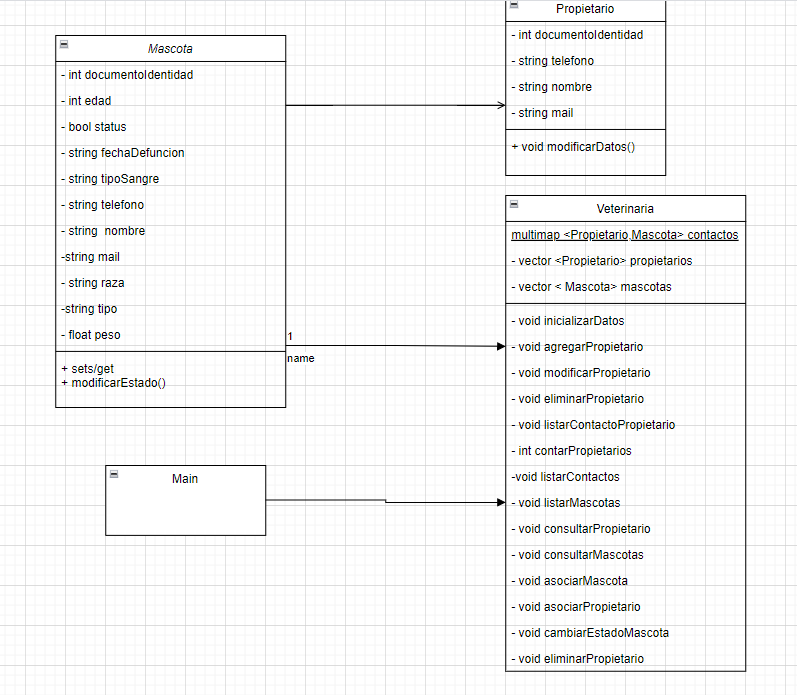 Propietario
- int documentoIdentidad
- string telefono
- string nombre
- string mail
+ void modificarDatos()
Mascota
- int documentoIdentidad
- int edad
- bool status
- string fechaDefuncion
- string tipoSangre
- string telefono
- string nombre
-string mail
- string raza
-string tipo
- float peso
+ sets/get
+ modificarEstado()
1
name
Veterinaria
multimap <Propietario,Mascota> contactos
- vector <Propietario> propietarios
- vector < Mascota> mascotas
- void inicializarDatos
- void agregarPropietario
- void modificarPropietario
- void eliminarPropietario
- void listarContactoPropietario
- int contarPropietarios
-void listarContactos
- void listarMascotas
- void consultarPropietario
- void consultarMascotas
- void asociarMascota
- void asociarPropietario
- void cambiarEstadoMascota
- void eliminarPropietario
Main